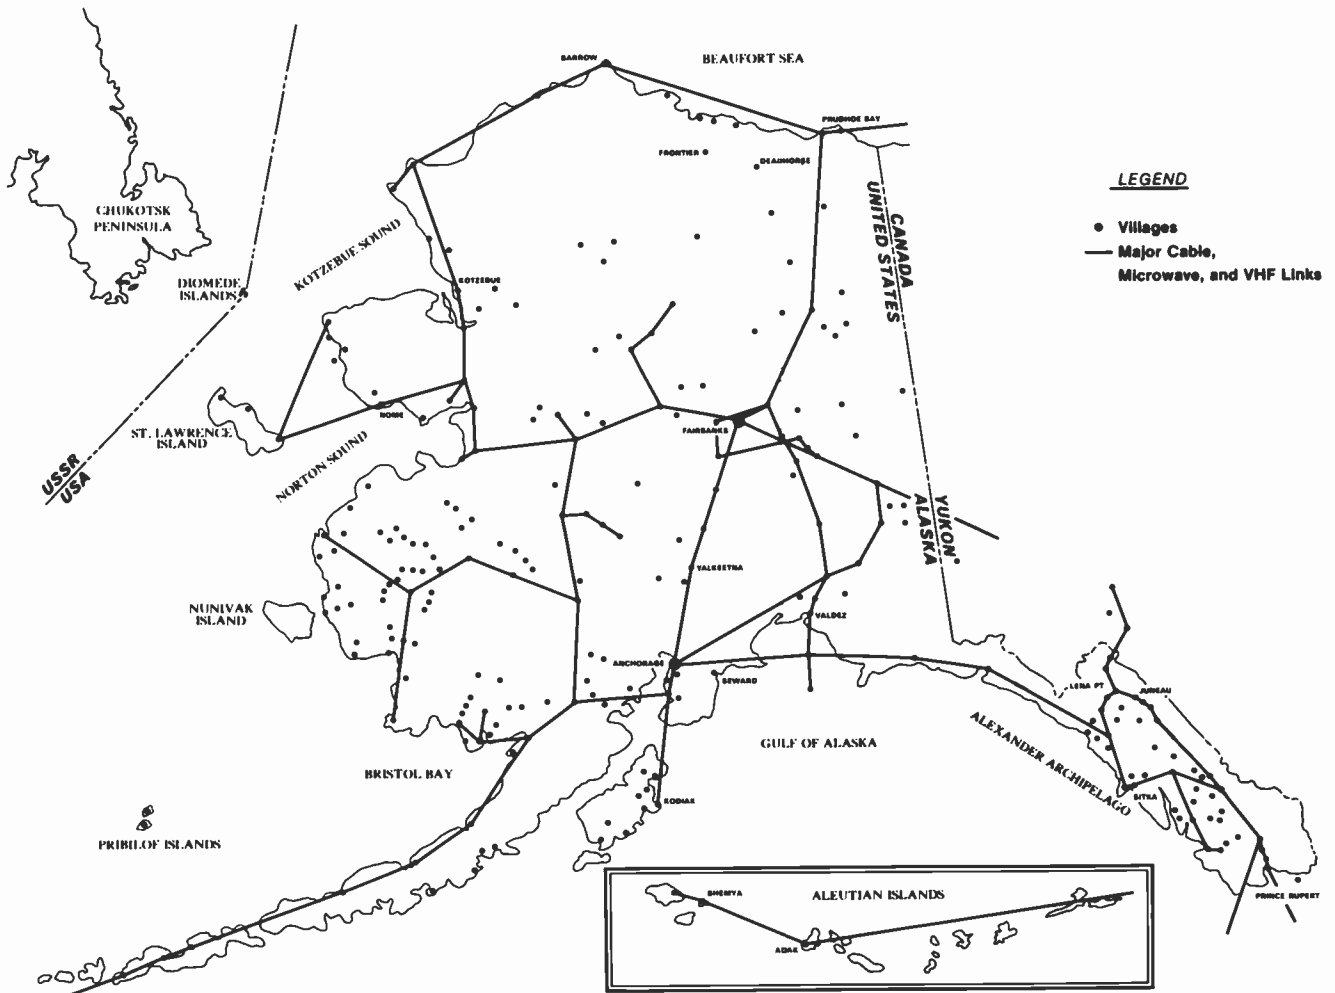 BARROW
BEAUFORT SEA
PRUDHOE BAY
FRONTIER
DEADHORSE
LEGEND
Villages
Major Cable,
Microwave, and VHF Links
CHUKOTSK
PENINSULA
KOTZEBUE SOUND
CANADA
UNITED STATES
DIOMEDE
ISLANDS
KOTZEBUE
NOME
ST. LAWRENCE
ISLAND
FAIRBANKS
NORTON SOUND
USSR
USA
YUKON
ALASKA
TALKEETNA
NUNIVAK
ISLAND
VALDEZ
ANCHORAGE
SEWARD
LENA PT
JUNEAU
GULF OF ALASKA
ALEXANDER ARCHIPELAGO
BRISTOL BAY
KODIAK
SITKA
PRIBILOF ISLANDS
SHEMYA
ALEUTIAN ISLANDS
PRINCE RUPERT
ADAK